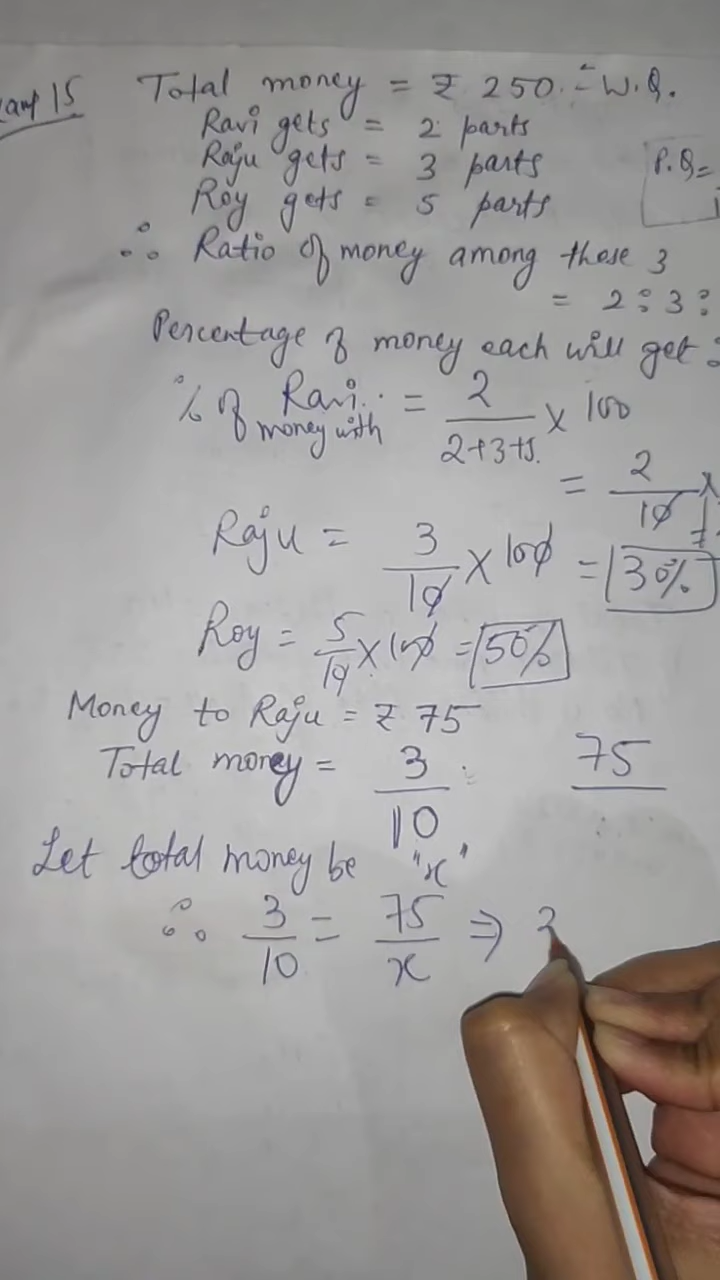 Total money = ₹ 250. - W.Q.
Ravi gets = 2 parts
Raju gets = 3 parts
P.Q =
Roy gets = 5 parts
∴ Ratio of money among these 3
= 2 : 3 :
Percentage of money each will get :
% of money with Ravi = 2/(2+3+5) × 100
= 2/10 ×
Raju = 3/10 × 100 = 30%
Roy = 5/10 × 100 = 50%
Money to Raju = ₹ 75
Total money = 3/10 75
Let total money be "x"
∴ 3/10 = 75/x ⇒ 3